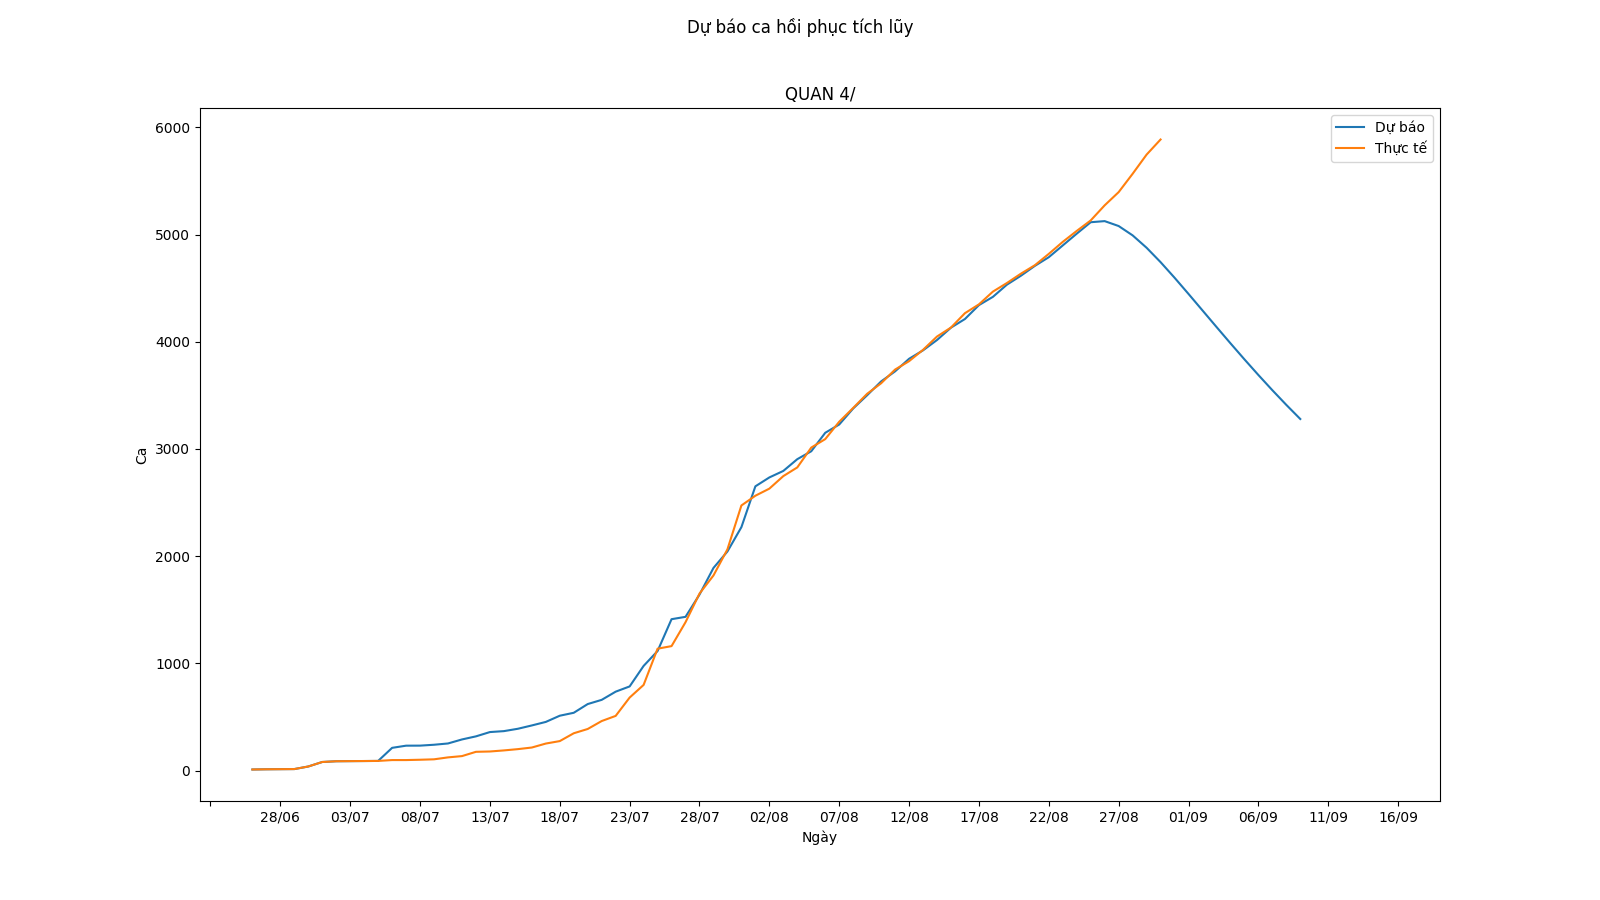 Dự báo ca hồi phục tích lũy
QUAN 4/
Dự báo
Thực tế
6000
5000
4000
3000
2000
1000
0
Ca
28/06 03/07 08/07 13/07 18/07 23/07 28/07 02/08 07/08 12/08 17/08 22/08 27/08 01/09 06/09 11/09 16/09
Ngày